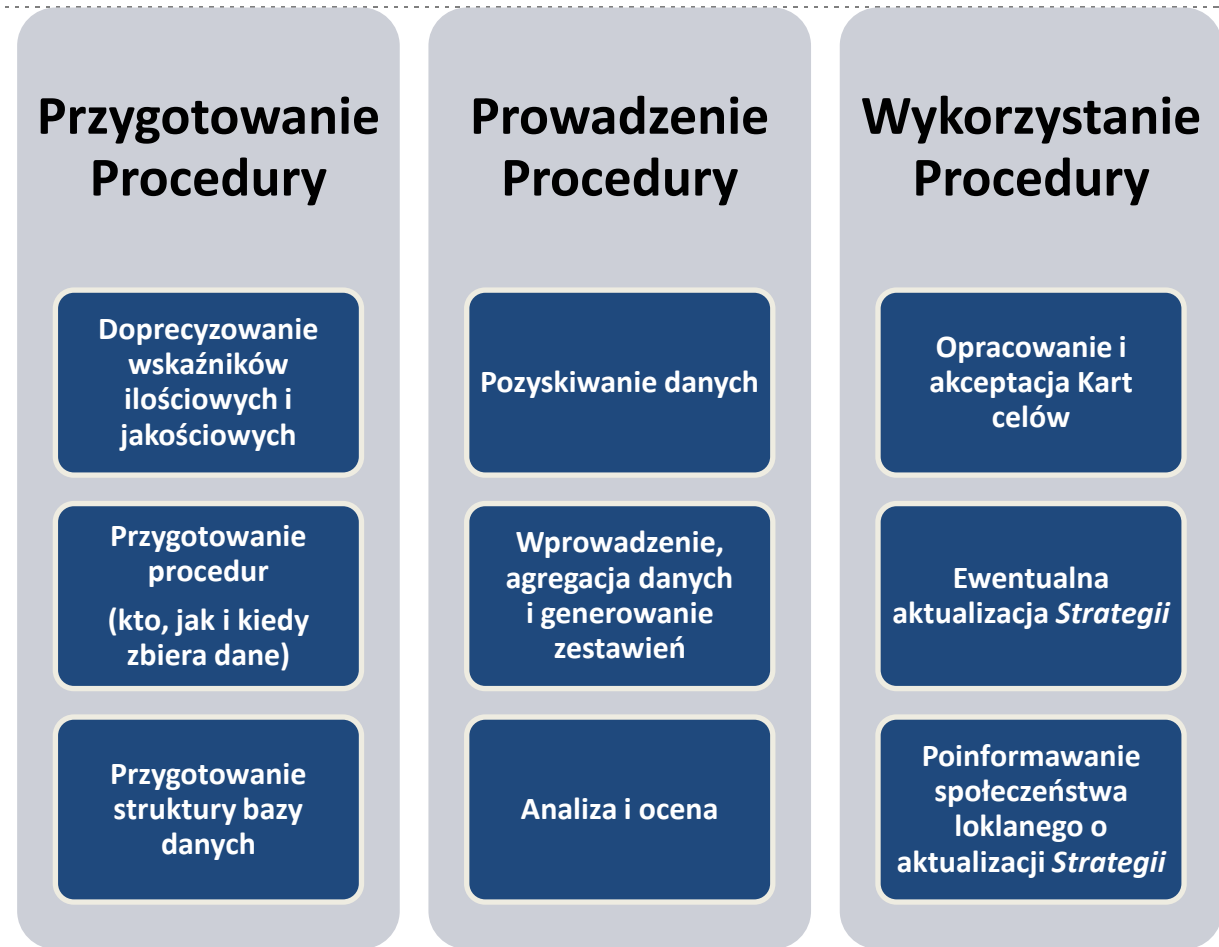 Przygotowanie
Procedury
Doprecyzowanie
wskaźników
ilościowych i
jakościowych
Przygotowanie
procedur
(kto, jak i kiedy
zbiera dane)
Przygotowanie
struktury bazy
danych
Prowadzenie
Procedury
Pozyskiwanie danych
Wprowadzenie,
agregacja danych
i generowanie
zestawień
Analiza i ocena
Wykorzystanie
Procedury
Opracowanie i
akceptacja Kart
celów
Ewentualna
aktualizacja Strategii
Poinformawanie
społeczeństwa
loklanego o
aktualizacji Strategii